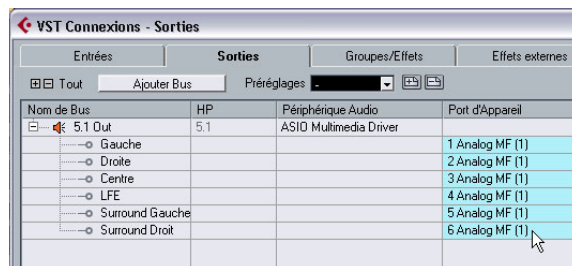 VST Connexions - Sorties
Entrées Sorties Groupes/Effets Effets externes
Tout Ajouter Bus Préréglages -
Nom de Bus HP Périphérique Audio Port d'Appareil
5.1 Out 5.1 ASIO Multimedia Driver
Gauche 1 Analog MF (1)
Droite 2 Analog MF (1)
Centre 3 Analog MF (1)
LFE 4 Analog MF (1)
Surround Gauche 5 Analog MF (1)
Surround Droit 6 Analog MF (1)